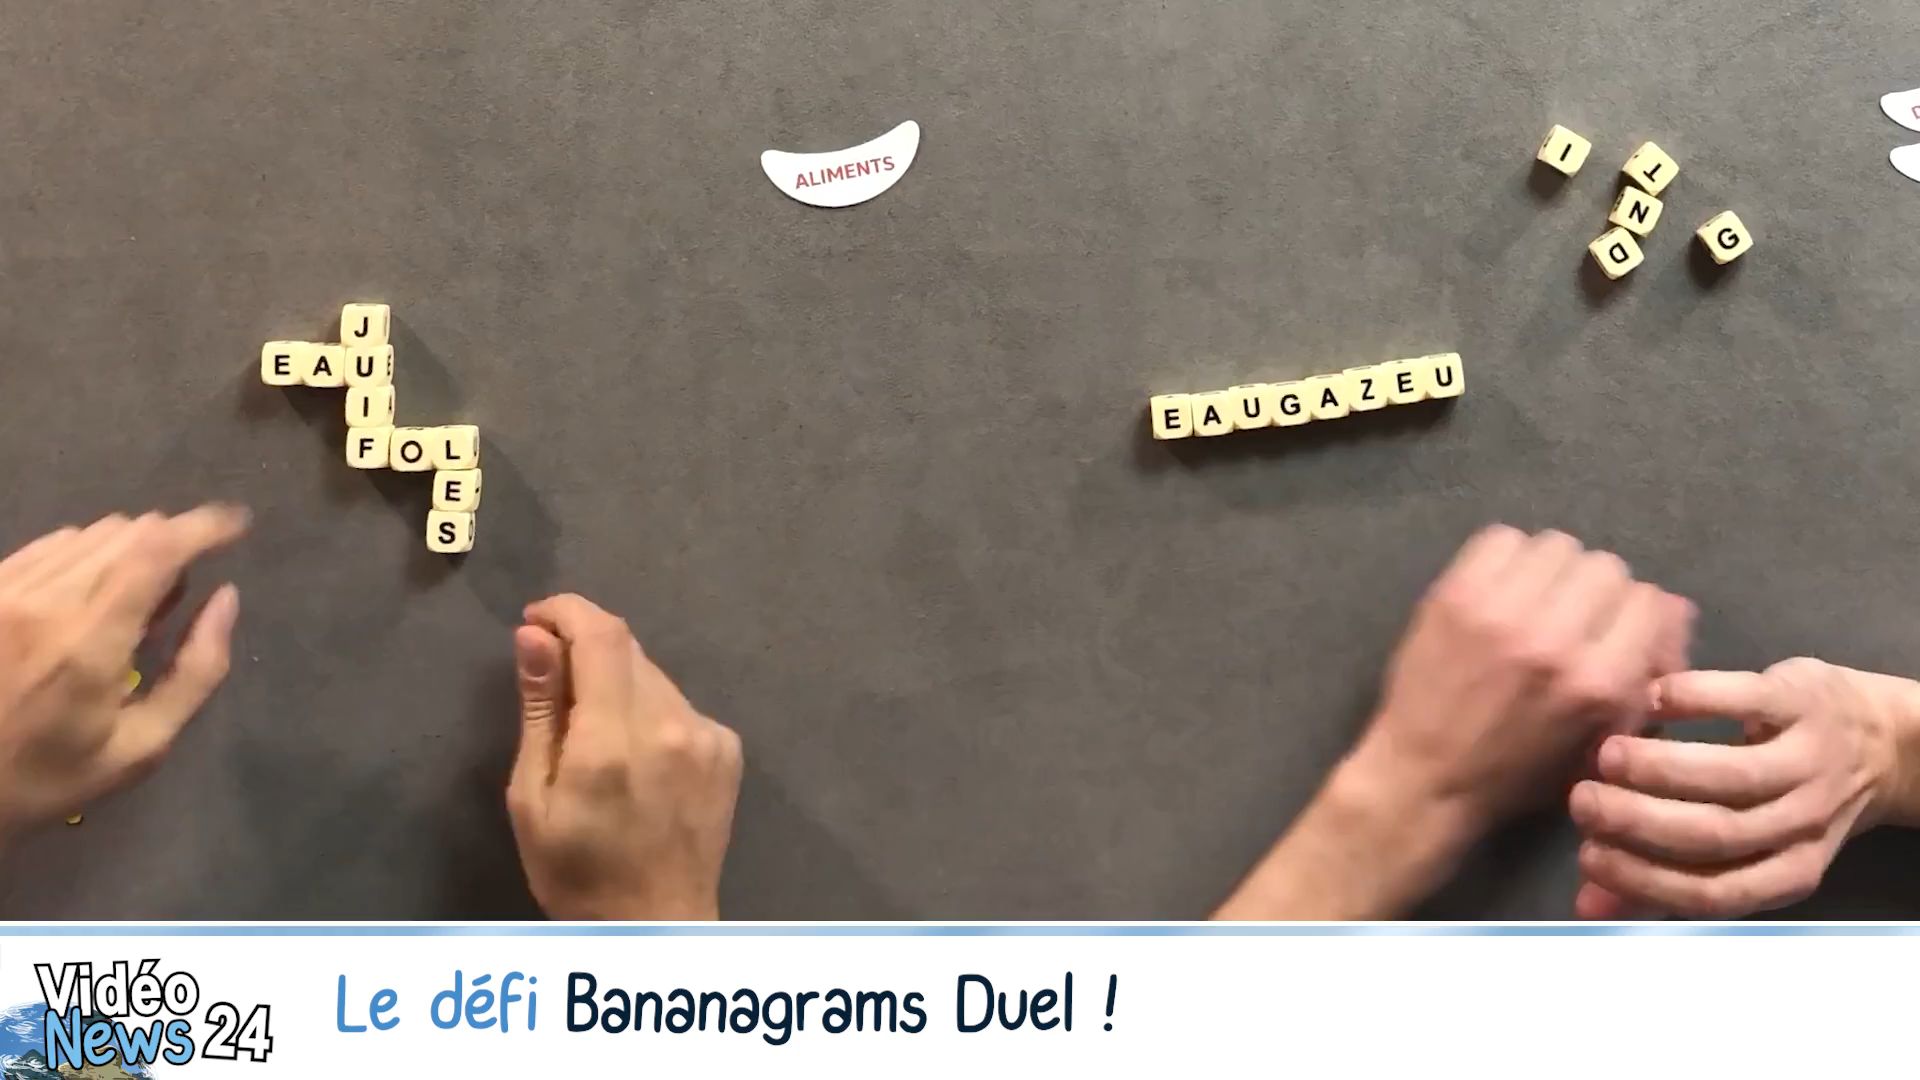 ALIMENTS
I
T
N
D
G
J
EAU
I
FOL
E
S
EAUGAZEU
Vidéo
News 24
Le défi Bananagrams Duel !